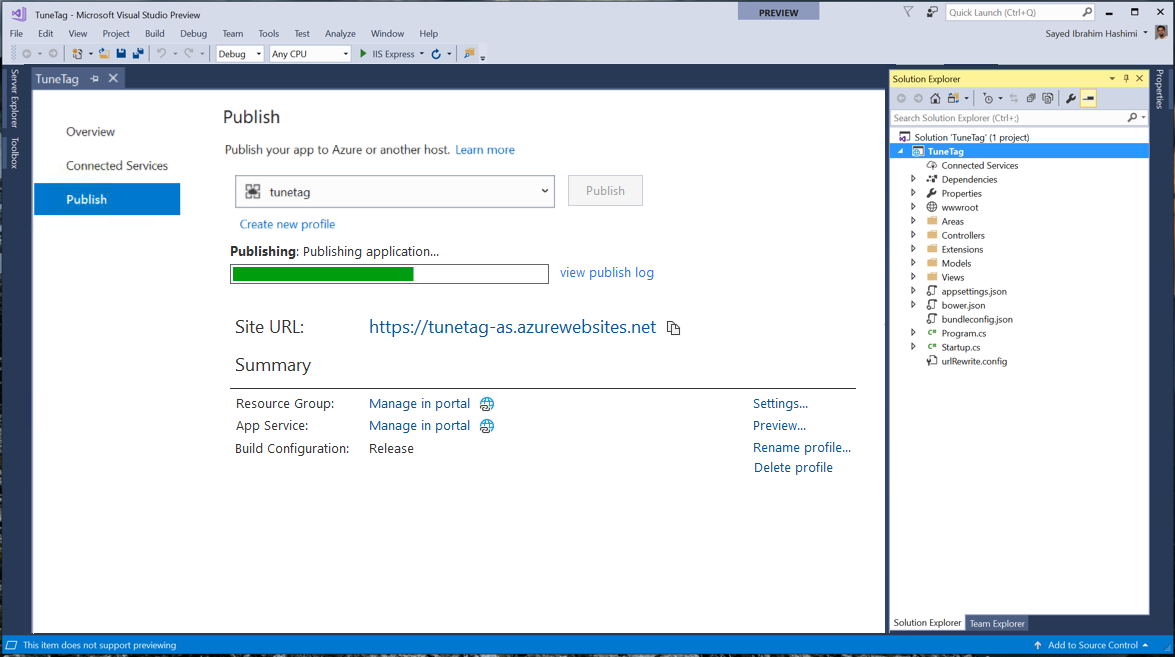 TuneTag - Microsoft Visual Studio Preview
PREVIEW
Quick Launch (Ctrl+Q)
File Edit View Project Build Debug Team Tools Test Analyze Window Help
Sayed Ibrahim Hashimi
Debug Any CPU IIS Express
Server Explorer
Toolbox
TuneTag
Overview
Connected Services
Publish
Publish
Publish your app to Azure or another host. Learn more
tunetag
Publish
Create new profile
Publishing: Publishing application...
view publish log
Site URL: https://tunetag-as.azurewebsites.net
Summary
Resource Group: Manage in portal Settings...
App Service: Manage in portal Preview...
Build Configuration: Release Rename profile...
Delete profile
Solution Explorer
Search Solution Explorer (Ctrl+;)
Solution 'TuneTag' (1 project)
TuneTag
Connected Services
Dependencies
Properties
wwwroot
Areas
Controllers
Extensions
Models
Views
appsettings.json
bower.json
bundleconfig.json
C# Program.cs
C# Startup.cs
urlRewrite.config
Solution Explorer Team Explorer
Properties
This item does not support previewing
Add to Source Control